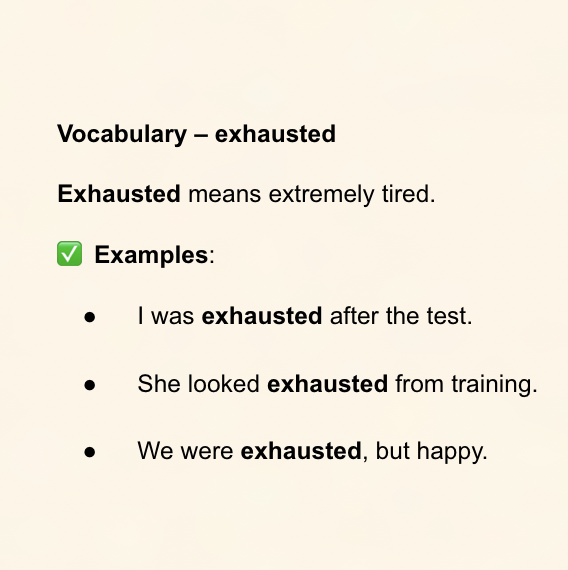 Vocabulary – exhausted
Exhausted means extremely tired.
✅ Examples:
● I was exhausted after the test.
● She looked exhausted from training.
● We were exhausted, but happy.